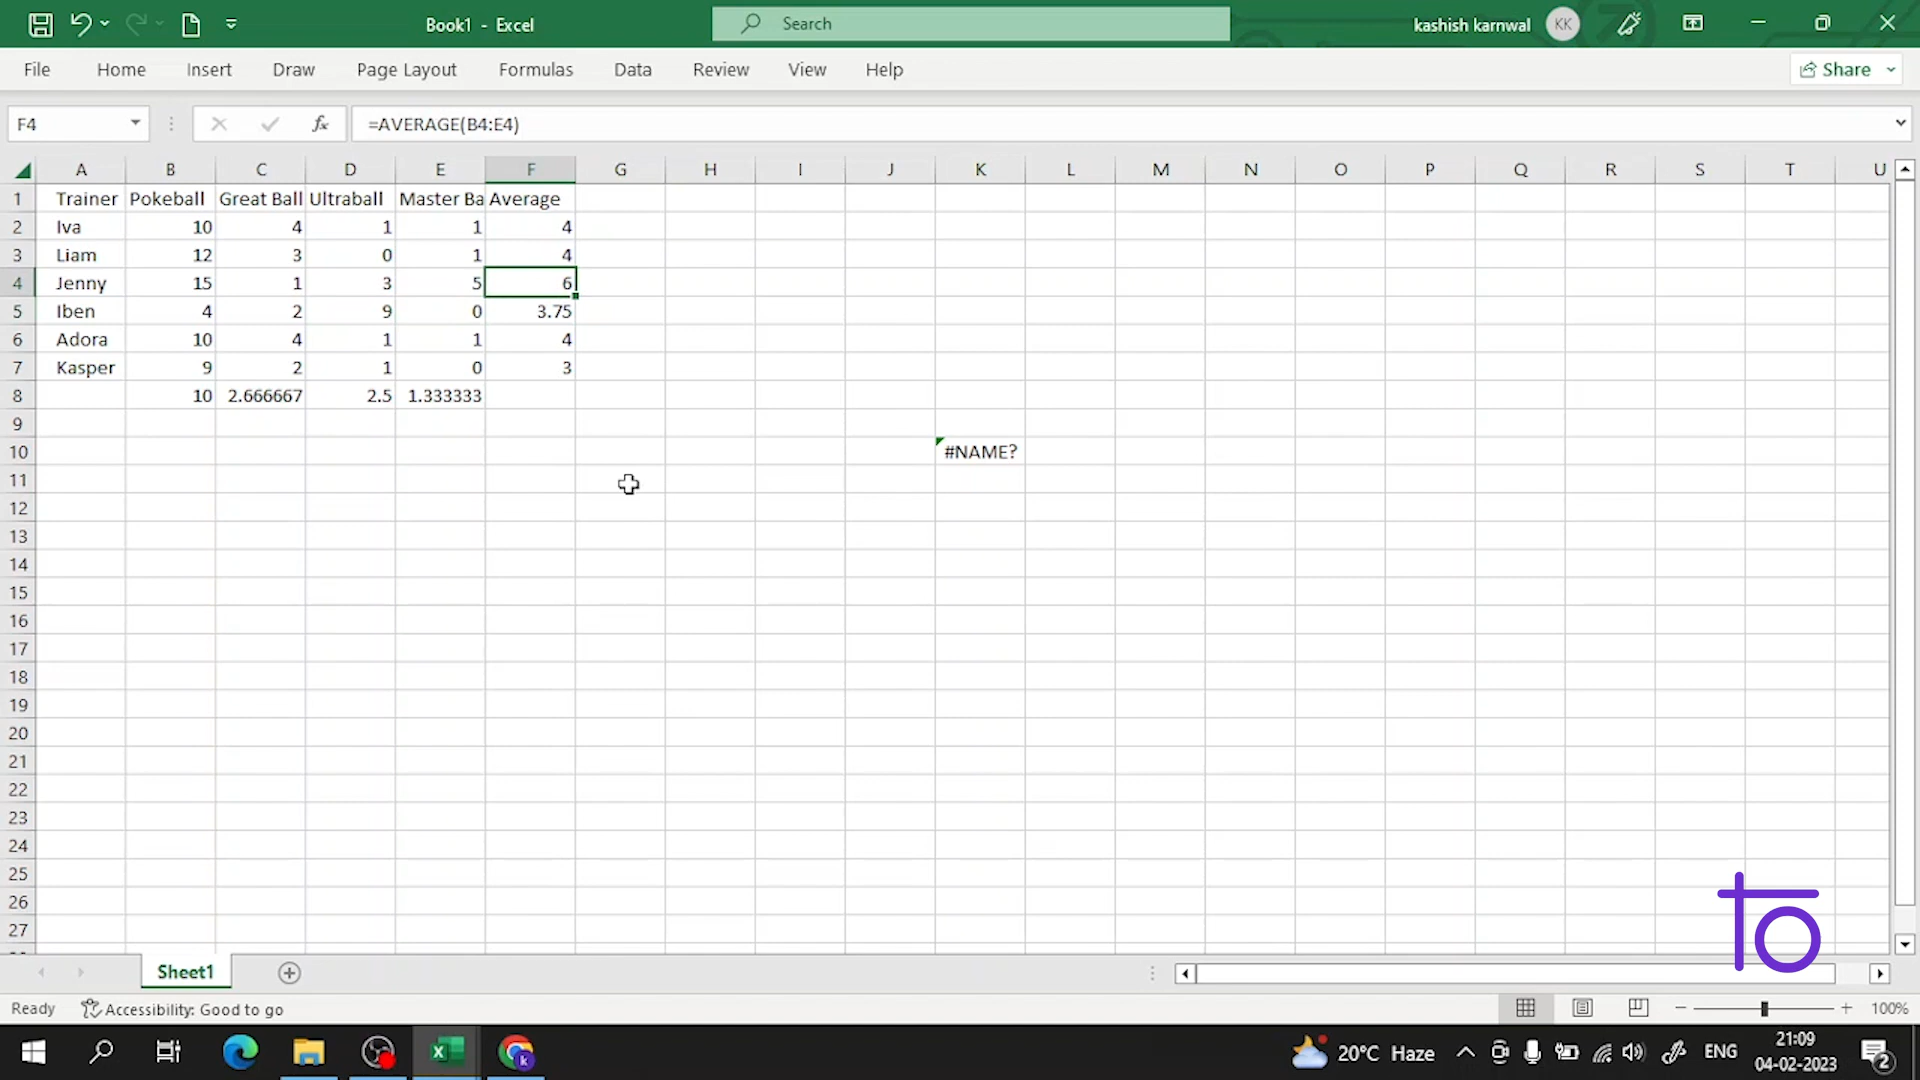 Book1 - Excel
Search
kashish karnwal KK
File Home Insert Draw Page Layout Formulas Data Review View Help Share
F4 fx =AVERAGE(B4:E4)
A B C D E F G H I J K L M N O P Q R S T U
1 Trainer Pokeball Great Ball Ultraball Master Ba Average
2 Iva 10 4 1 1 4
3 Liam 12 3 0 1 4
4 Jenny 15 1 3 5 6
5 Iben 4 2 9 0 3.75
6 Adora 10 4 1 1 4
7 Kasper 9 2 1 0 3
8 10 2.666667 2.5 1.333333
9
10 #NAME?
11
12
13
14
15
16
17
18
19
20
21
22
23
24
25
26
27
to
Sheet1
Ready Accessibility: Good to go 100%
k 20°C Haze ENG 21:09
04-02-2023 2